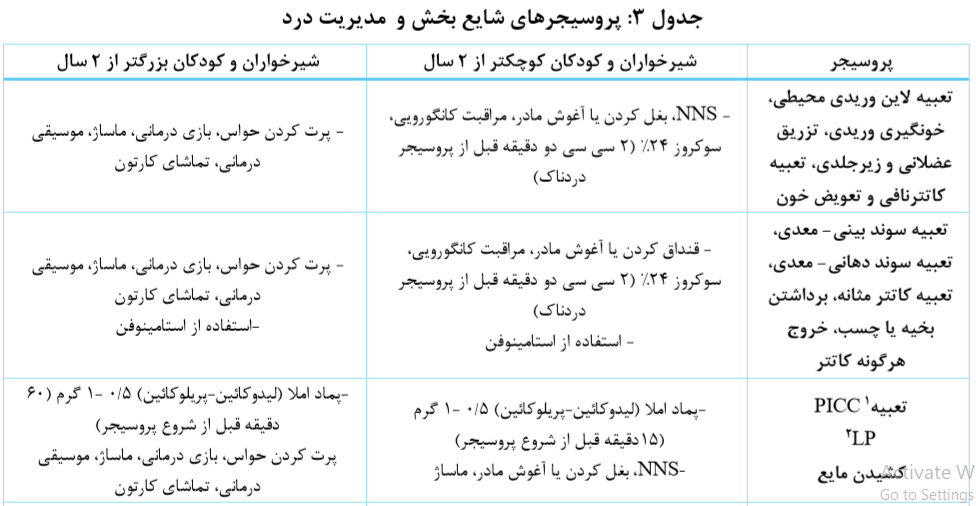 جدول ۳: پروسیجرهای شایع بخش و مدیریت درد
پروسیجر
شیرخواران و کودکان کوچکتر از ۲ سال
شیرخواران و کودکان بزرگتر از ۲ سال
تعبیه لاین وریدی محیطی،
خونگیری وریدی، تزریق
عضلانی و زیرجلدی، تعبیه
کاتترنافی و تعویض خون
- NNS، بغل کردن یا آغوش مادر، مراقبت کانگورویی،
سوکروز ۲۴٪ (۲ سی سی دو دقیقه قبل از پروسیجر
دردناک)
- پرت کردن حواس، بازی درمانی، ماساژ، موسیقی
درمانی، تماشای کارتون
تعبیه سوند بینی- معدی،
تعبیه سوند دهانی- معدی،
تعبیه کاتتر مثانه، برداشتن
بخیه یا چسب، خروج
هرگونه کاتتر
- قنداق کردن یا آغوش مادر، مراقبت کانگورویی،
سوکروز ۲۴٪ (۲ سی سی دو دقیقه قبل از پروسیجر
دردناک)
- استفاده از استامینوفن
- پرت کردن حواس، بازی درمانی، ماساژ، موسیقی
درمانی، تماشای کارتون
-استفاده از استامینوفن
تعبیه PICC¹
LP²
کشیدن مایع
-پماد املا (لیدوکائین-پریلوکائین) ۰/۵ -۱ گرم
(۱۵دقیقه قبل از شروع پروسیجر)
-NNS، بغل کردن یا آغوش مادر، ماساژ
-پماد املا (لیدوکائین-پریلوکائین) ۰/۵ -۱ گرم (۶۰
دقیقه قبل از شروع پروسیجر)
پرت کردن حواس، بازی درمانی، ماساژ، موسیقی
درمانی، تماشای کارتون
Activate W
Go to Settings